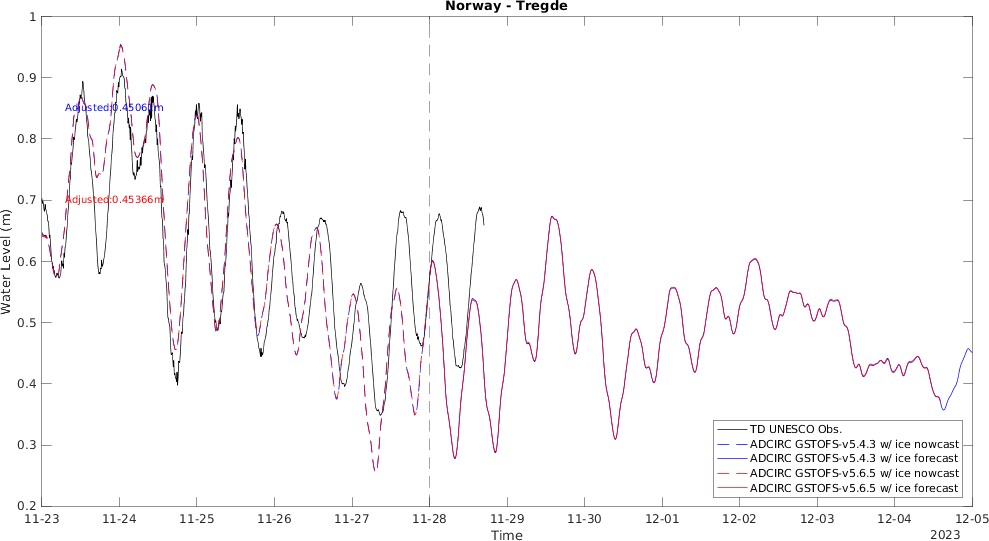 Norway - Tregde
Water Level (m)
1
0.9
0.8
0.7
0.6
0.5
0.4
0.3
0.2
Adjusted:0.45062m
Adjusted:0.45366m
TD UNESCO Obs.
ADCIRC GSTOFS-v5.4.3 w/ ice nowcast
ADCIRC GSTOFS-v5.4.3 w/ ice forecast
ADCIRC GSTOFS-v5.6.5 w/ ice nowcast
ADCIRC GSTOFS-v5.6.5 w/ ice forecast
11-23 11-24 11-25 11-26 11-27 11-28 11-29 11-30 12-01 12-02 12-03 12-04 12-05
Time
2023